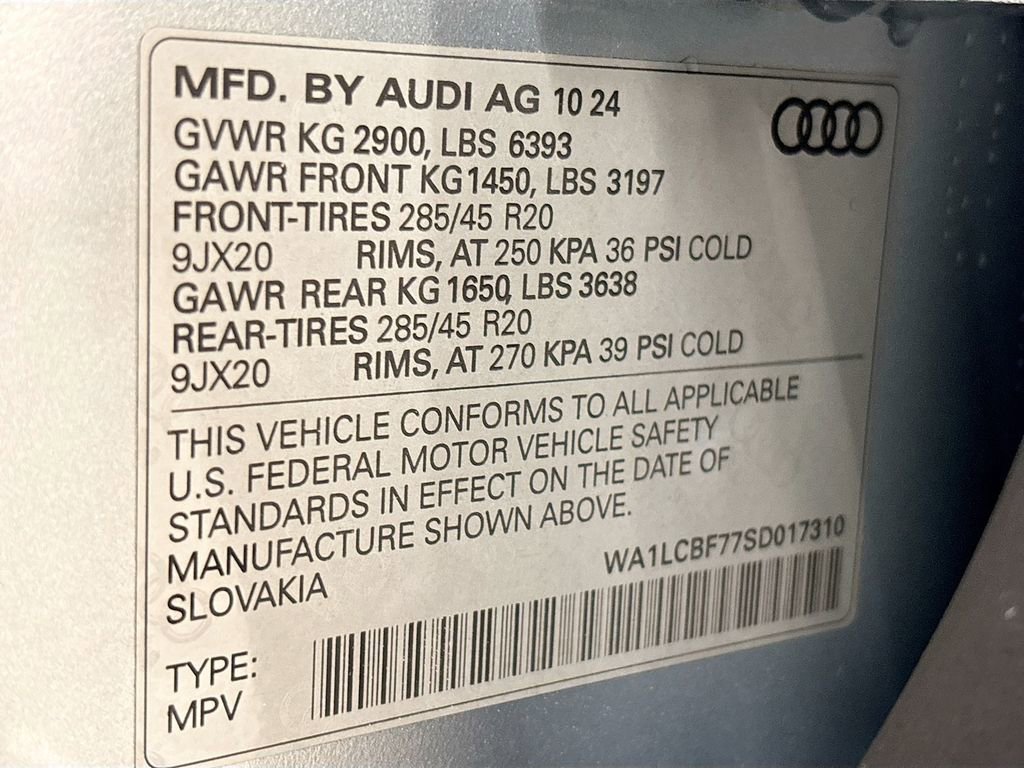 MFD. BY AUDI AG 10 24
GVWR KG 2900, LBS 6393
GAWR FRONT KG1450, LBS 3197
FRONT-TIRES 285/45 R20
9JX20 RIMS, AT 250 KPA 36 PSI COLD
GAWR REAR KG 1650, LBS 3638
REAR-TIRES 285/45 R20
9JX20 RIMS, AT 270 KPA 39 PSI COLD
THIS VEHICLE CONFORMS TO ALL APPLICABLE
U.S. FEDERAL MOTOR VEHICLE SAFETY
STANDARDS IN EFFECT ON THE DATE OF
MANUFACTURE SHOWN ABOVE.
SLOVAKIA
WA1LCBF77SD017310
TYPE:
MPV